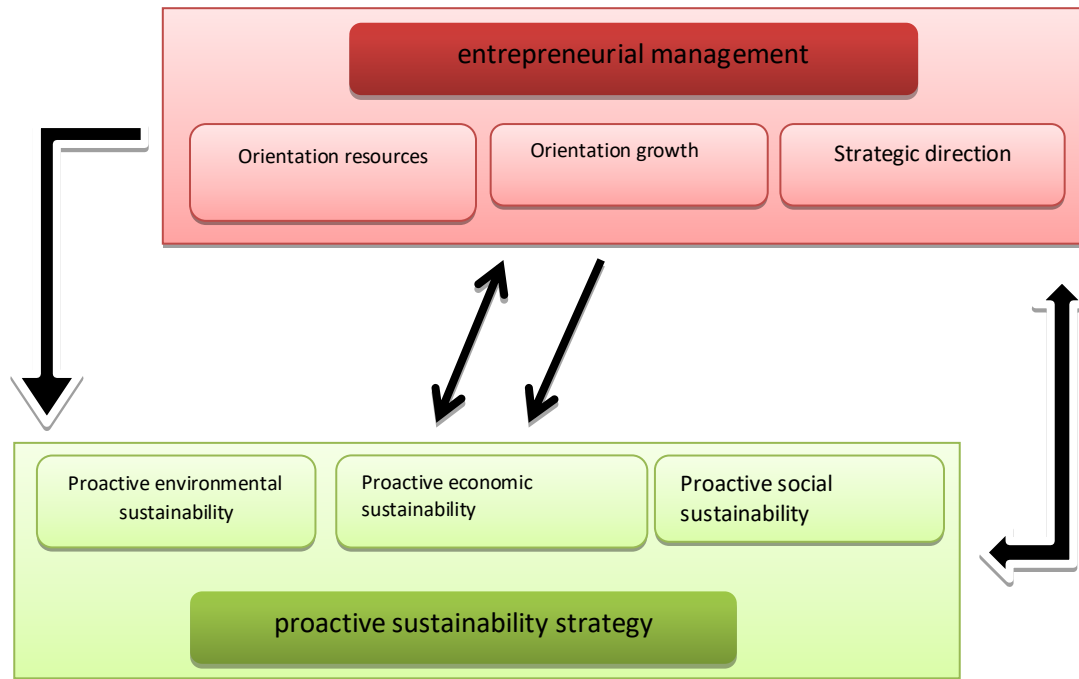 entrepreneurial management
Orientation resources
Orientation growth
Strategic direction
Proactive environmental
sustainability
Proactive economic
sustainability
Proactive social
sustainability
proactive sustainability strategy